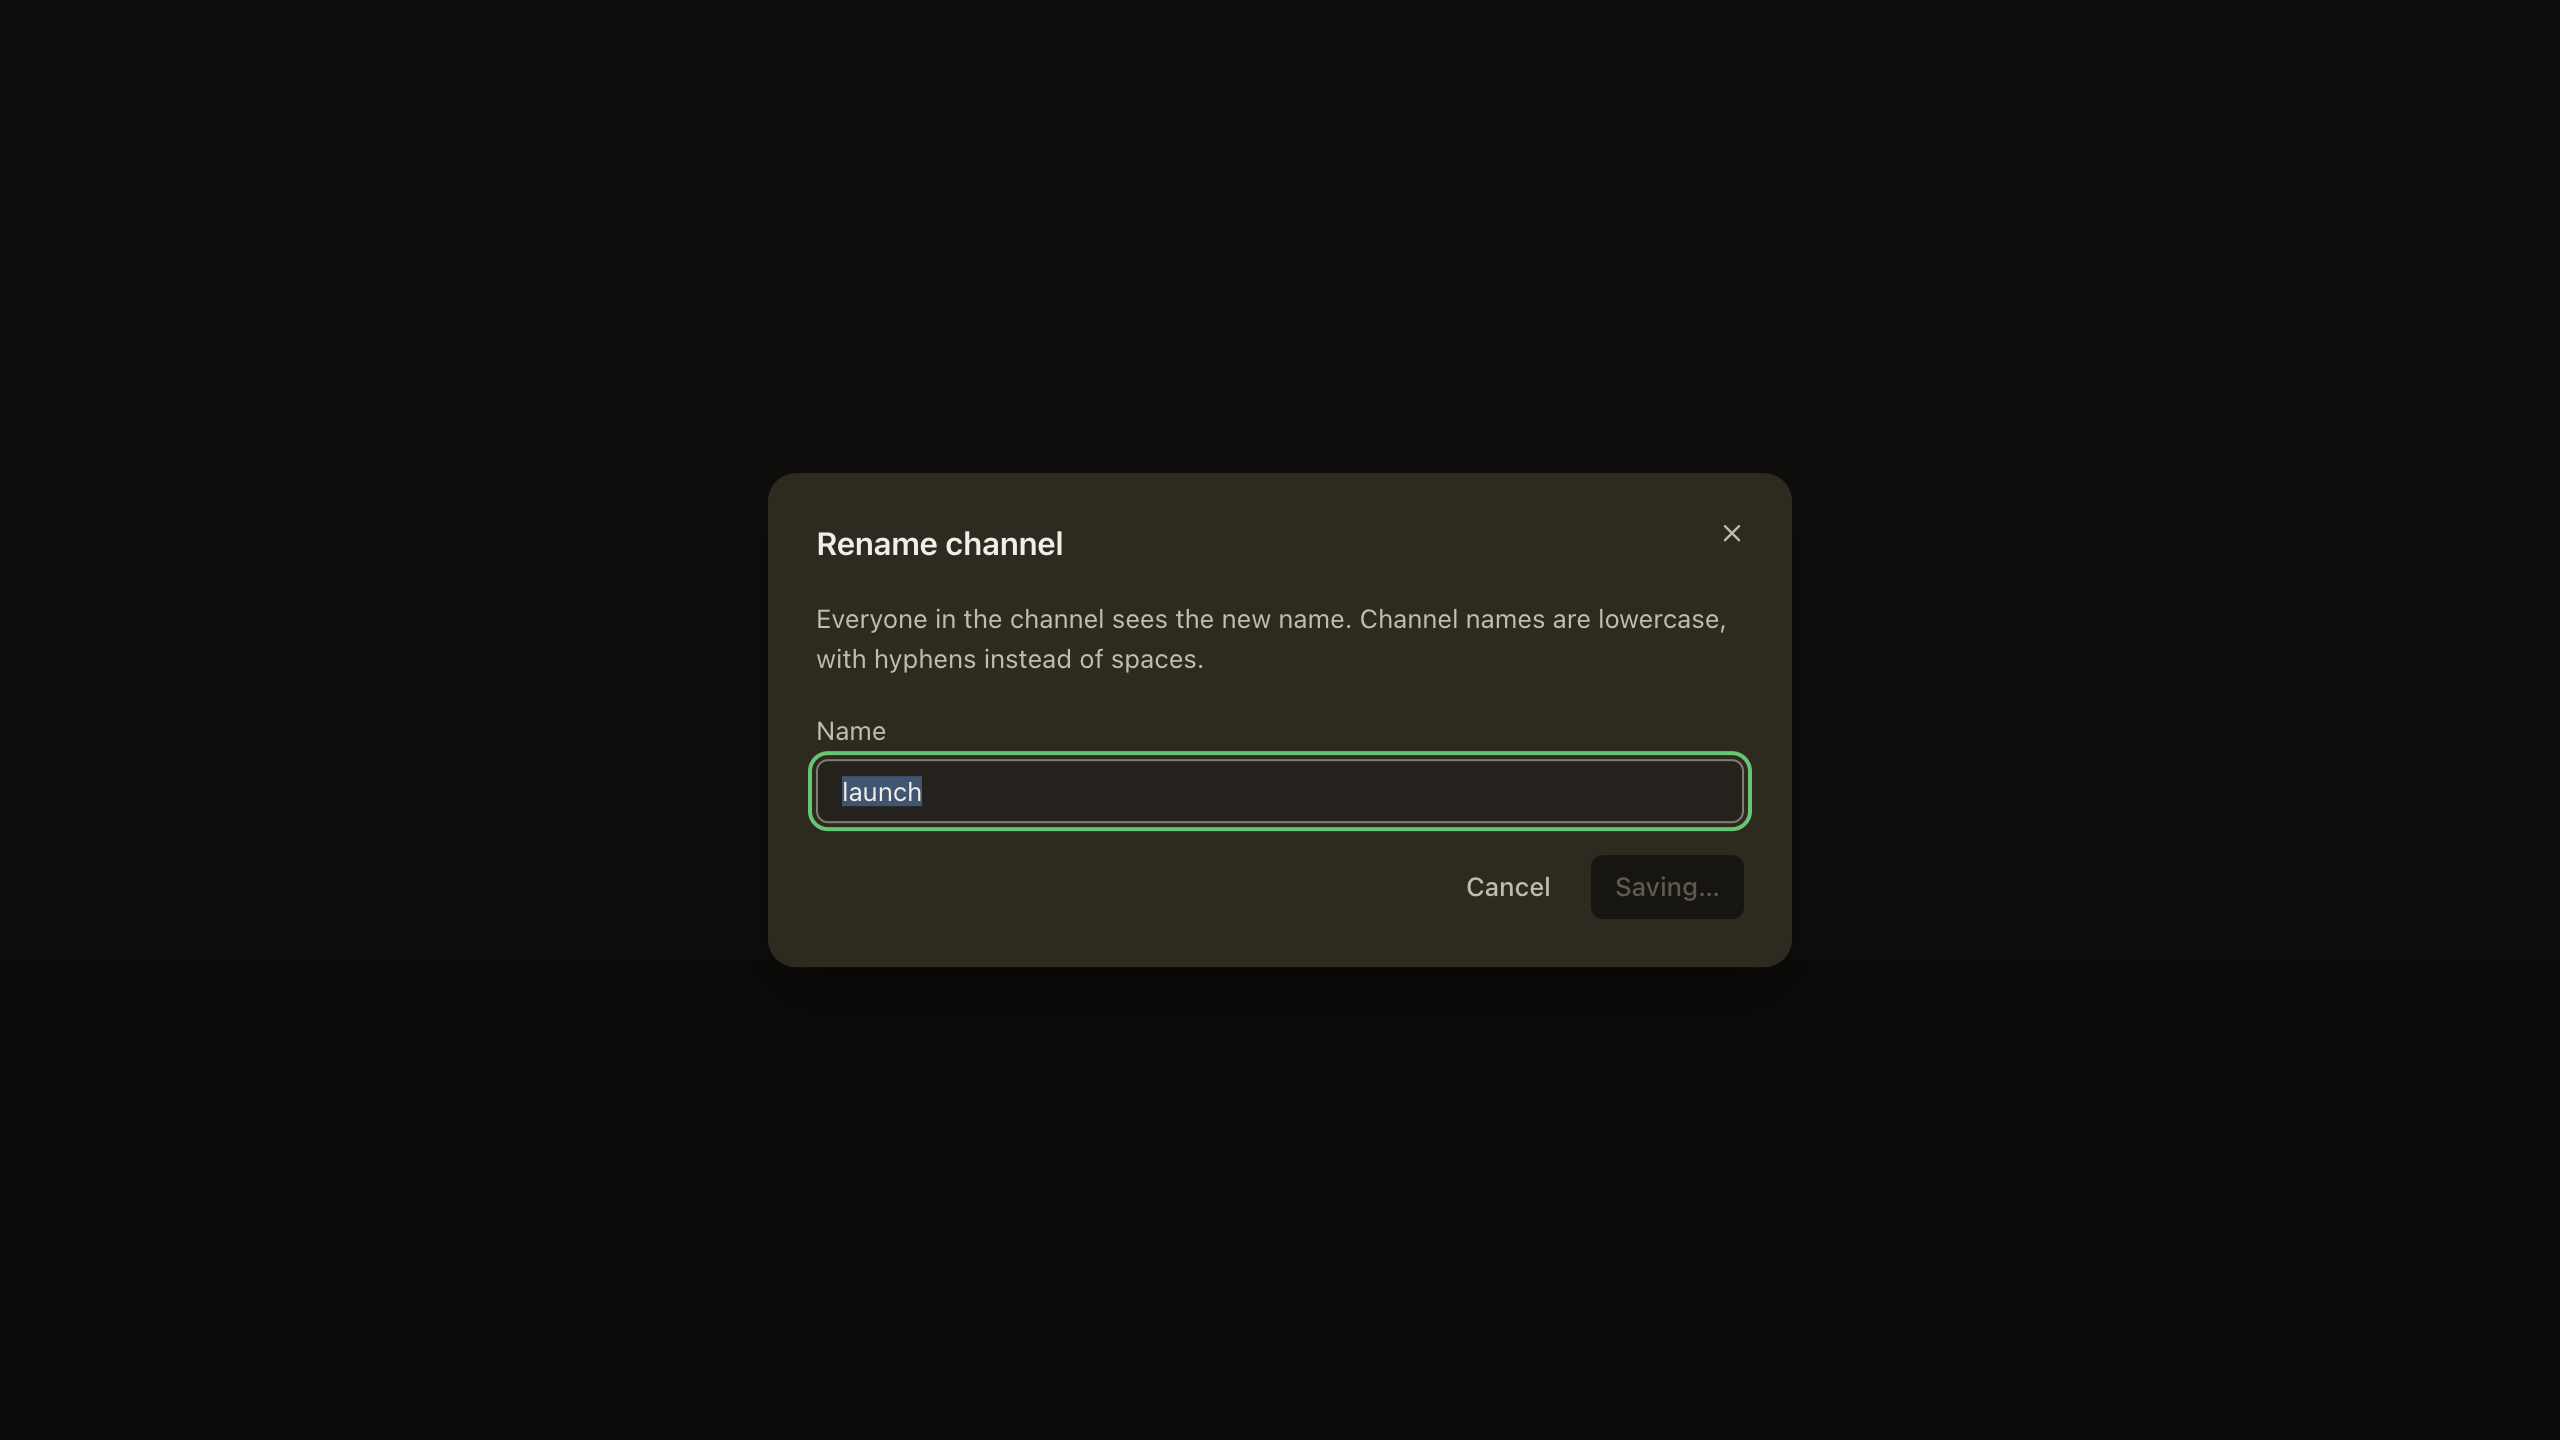 Rename channel
Everyone in the channel sees the new name. Channel names are lowercase,
with hyphens instead of spaces.
Name
launch
Cancel
Saving...